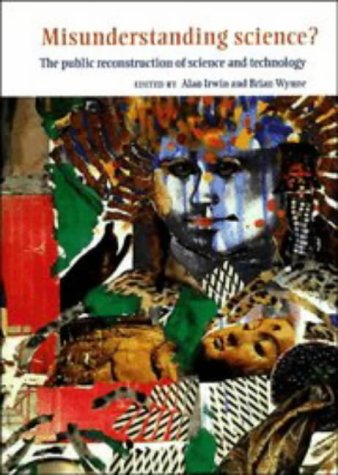 Misunderstanding science?
The public reconstruction of science and technology
EDITED BY Alan Irwin and Brian Wynne